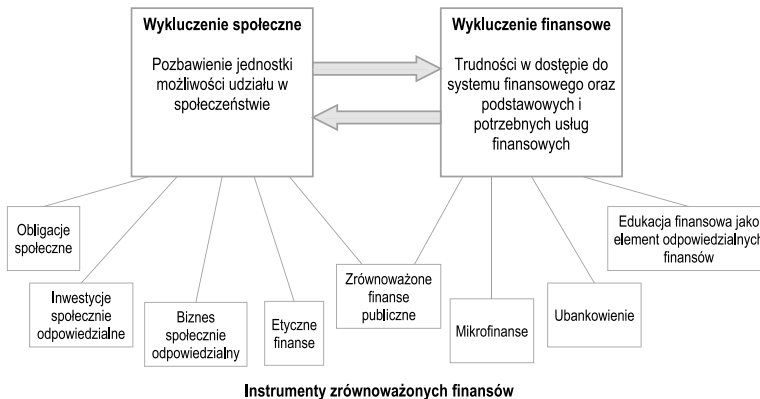 Wykluczenie społeczne
Pozbawienie jednostki
możliwości udziału w
społeczeństwie
Wykluczenie finansowe
Trudności w dostępie do
systemu finansowego oraz
podstawowych i
potrzebnych usług
finansowych
Obligacje
społeczne
Inwestycje
społecznie
odpowiedzialne
Biznes
społecznie
odpowiedzialny
Etyczne
finanse
Zrównoważone
finanse
publiczne
Mikrofinanse
Ubankowienie
Edukacja finansowa jako
element odpowiedzialnych
finansów
Instrumenty zrównoważonych finansów